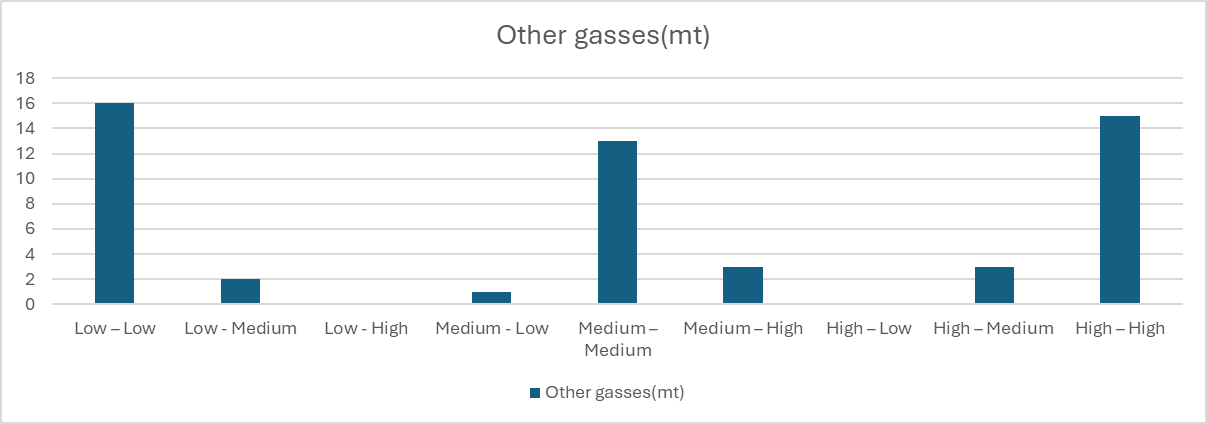 Other gasses(mt)
18
16
14
12
10
8
6
4
2
0
Low – Low
Low - Medium
Low - High
Medium - Low
Medium –
Medium
Medium – High
High – Low
High – Medium
High – High
Other gasses(mt)